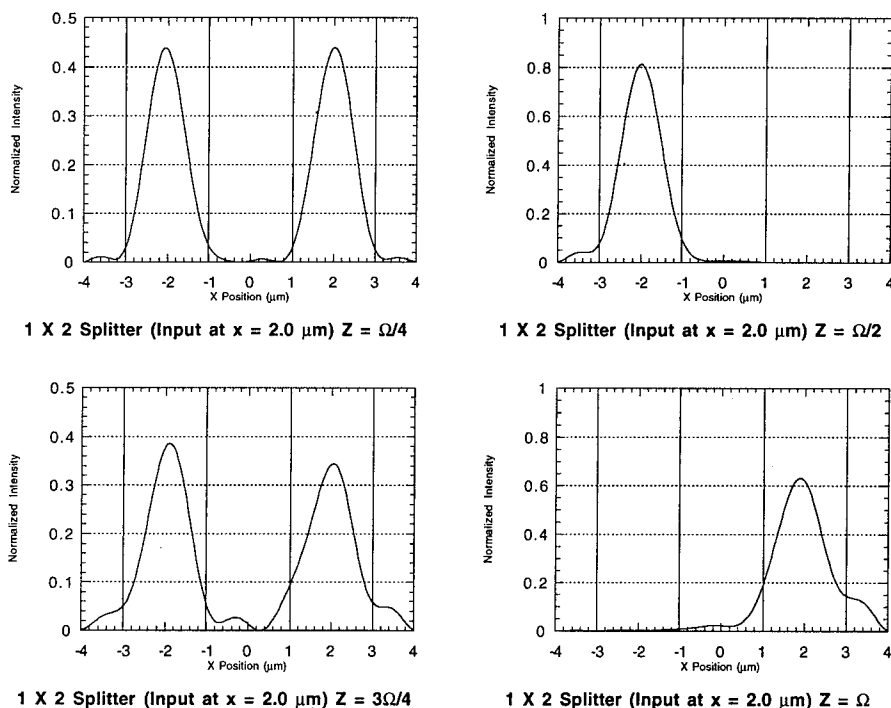 0.5
0.4
0.3
0.2
0.1
0
Normalized Intensity
-4 -3 -2 -1 0 1 2 3 4
X Position (μm)
1 X 2 Splitter (Input at x = 2.0 μm) Z = Ω/4
1
0.8
0.6
0.4
0.2
0
Normalized Intensity
-4 -3 -2 -1 0 1 2 3 4
X Position (μm)
1 X 2 Splitter (Input at x = 2.0 μm) Z = Ω/2
0.5
0.4
0.3
0.2
0.1
0
Normalized Intensity
-4 -3 -2 -1 0 1 2 3 4
X Position (μm)
1 X 2 Splitter (Input at x = 2.0 μm) Z = 3Ω/4
1
0.8
0.6
0.4
0.2
0
Normalized Intensity
-4 -3 -2 -1 0 1 2 3 4
X Position (μm)
1 X 2 Splitter (Input at x = 2.0 μm) Z = Ω